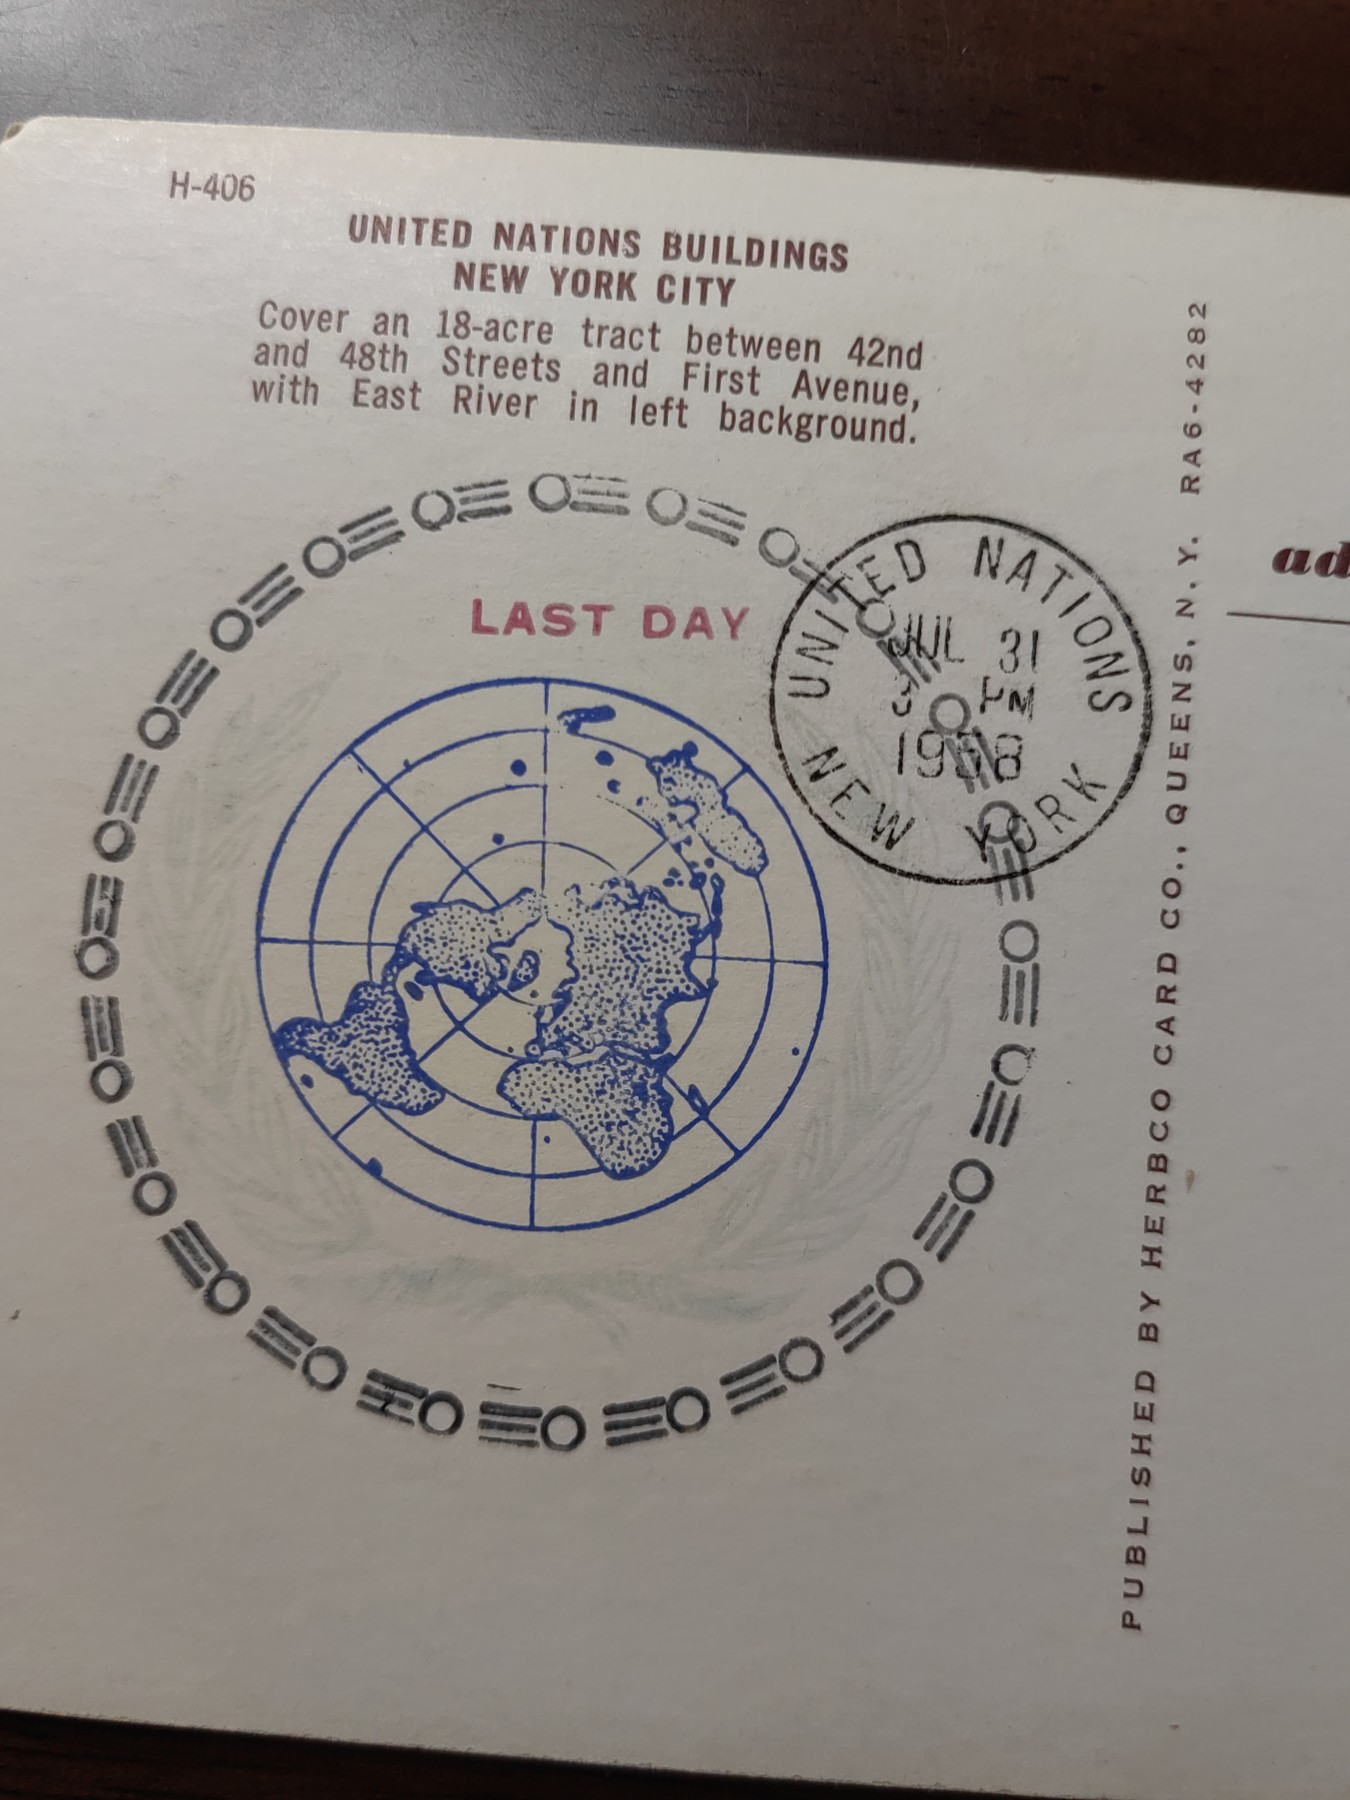 H-406
UNITED NATIONS BUILDINGS
NEW YORK CITY
Cover an 18-acre tract between 42nd
and 48th Streets and First Avenue,
with East River in left background.
LAST DAY
UNITED NATIONS
JUL 31
PM
1958
NEW YORK
PUBLISHED BY HERBCO CARD CO., QUEENS, N. Y. RA6-4282
ad